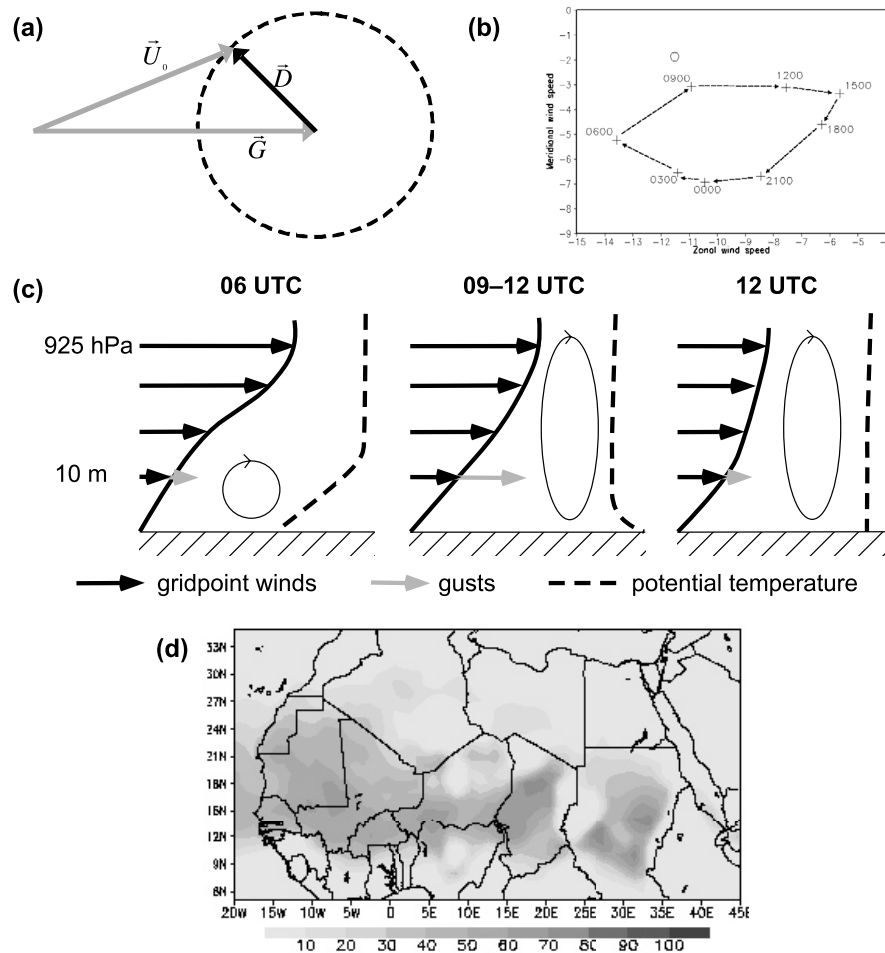 (a)
U⃗₀
D⃗
G⃗
(b)
Meridional wind speed
0
-1
-2
-3
-4
-5
-6
-7
-8
-9
0900
1200
1500
0600
1800
0300
0000
2100
-15 -14 -13 -12 -11 -10 -9 -8 -7 -6 -5
Zonal wind speed
(c)
06 UTC 09–12 UTC 12 UTC
925 hPa
10 m
gridpoint winds gusts potential temperature
(d)
33N
30N
27N
24N
21N
18N
15N
12N
9N
6N
20W 15W 10W 5W 0 5E 10E 15E 20E 25E 30E 35E 40E 45E
10 20 30 40 50 60 70 80 90 100